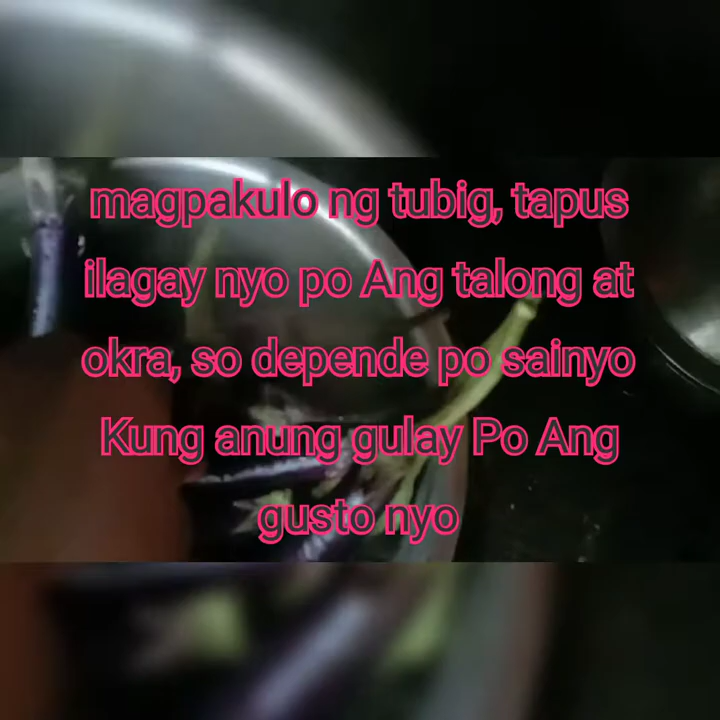 magpakulo ng tubig, tapus
ilagay nyo po Ang talong at
okra, so depende po sainyo
Kung anung gulay Po Ang
gusto nyo